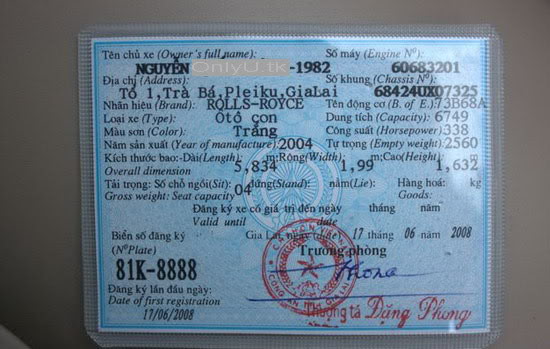 Tên chủ xe (Owner's full name): Số máy (Engine Nº):
NGUYỄN OnlyU.tk -1982 60683201
Địa chỉ (Address): Số khung (Chassis Nº):
Tổ 1,Trà Bá,Pleiku,GiaLai 68424UX07325
Nhãn hiệu (Brand): ROLLS-ROYCE Tên động cơ (B. of E.): 73B68A
Loại xe (Type): Ôtô con Dung tích (Capacity): 6749
Màu sơn (Color): Trắng Công suất (Horsepower): 338
Năm sản xuất (Year of manufacture): 2004 Tự trọng (Empty weight): 2560
Kích thước bao: Dài (Length): 5,834 m; Rộng (Width) 1,99 m; Cao (Height): 1,632 m
Overall dimension
Tải trọng: Số chỗ ngồi (Sit): 04 đứng (Stand): nằm (Lie): Hàng hoá: kg
Gross weight: Seat capacity Goods:
Đăng ký xe có giá trị đến ngày tháng năm
Valid until date
Biển số đăng ký Gia Lai, ngày (date) 17 tháng 06 năm 2008
(Nº Plate) Trưởng phòng
81K-8888
Đăng ký lần đầu ngày:
Date of first registration
17/06/2008
CÔNG AN TỈNH GIA LAI
Thượng tá Đặng Phong